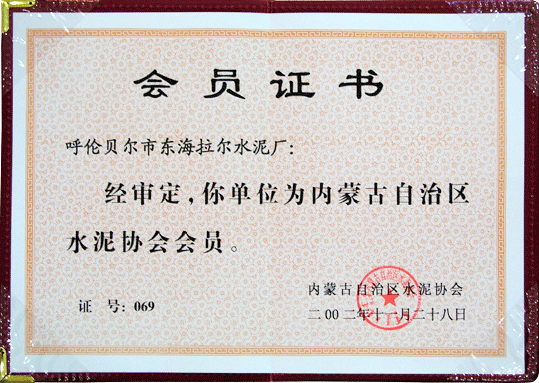 会员证书
呼伦贝尔市东海拉尔水泥厂:
经审定,你单位为内蒙古自治区
水泥协会会员。
内蒙古自治区水泥协会
证 号: 069
二00二年十一月二十八日